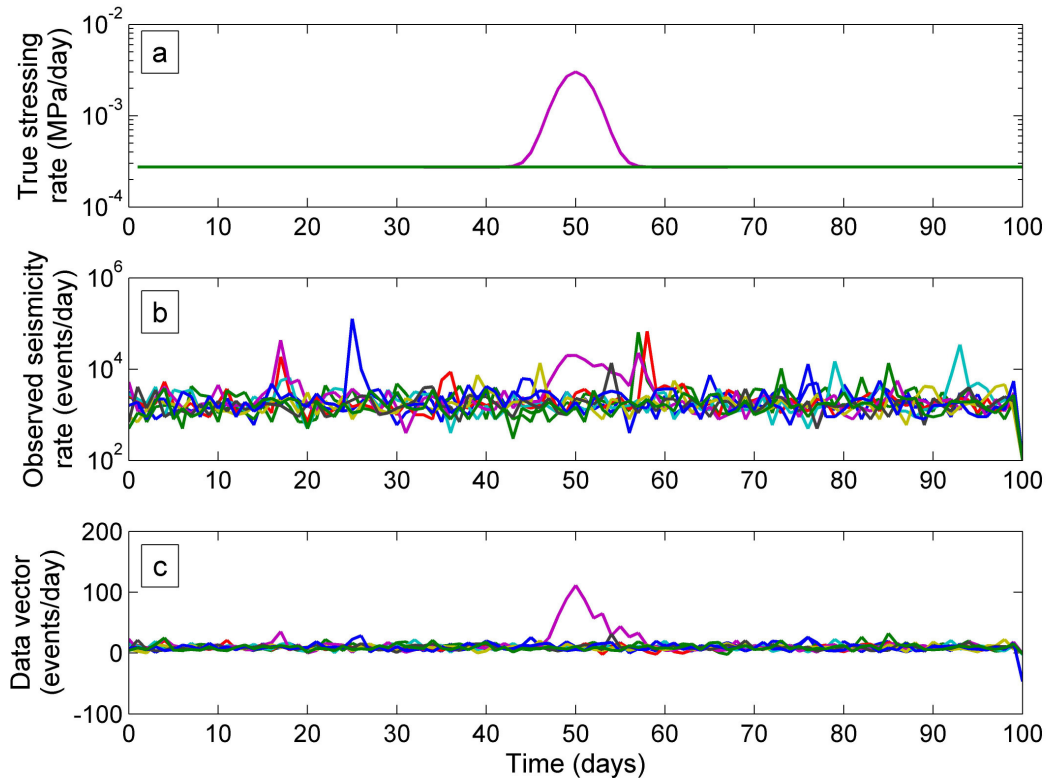 True stressing
rate (MPa/day)
a
10^-2
10^-3
10^-4
0 10 20 30 40 50 60 70 80 90 100
Observed seismicity
rate (events/day)
b
10^6
10^4
10^2
0 10 20 30 40 50 60 70 80 90 100
Data vector
(events/day)
c
200
100
0
-100
0 10 20 30 40 50 60 70 80 90 100
Time (days)